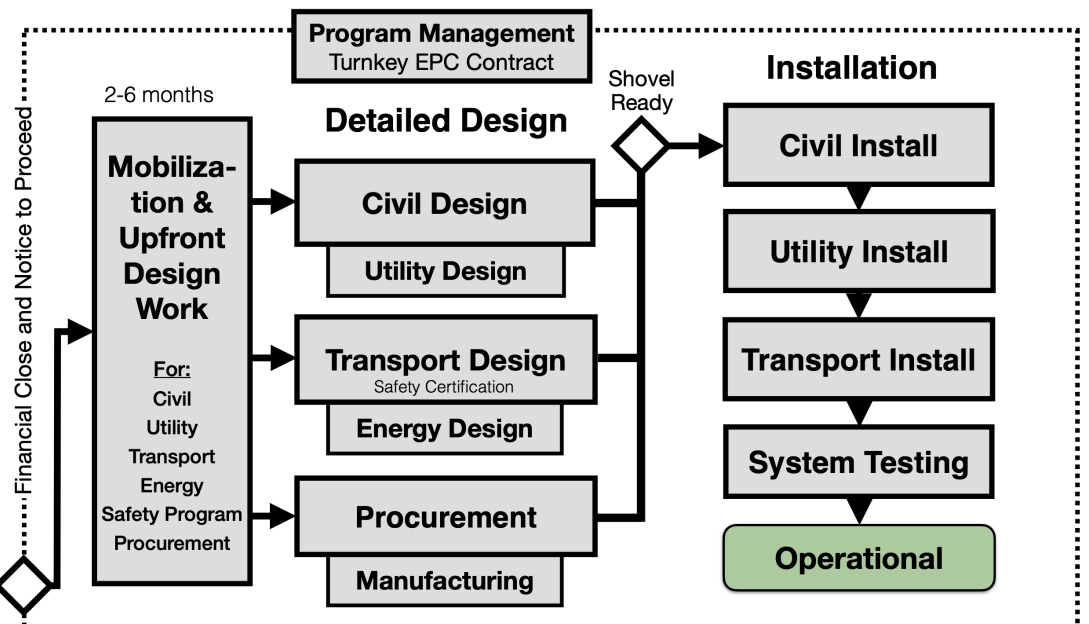 Program Management
Turnkey EPC Contract
Financial Close and Notice to Proceed
2-6 months
Mobiliza-
tion &
Upfront
Design
Work
For:
Civil
Utility
Transport
Energy
Safety Program
Procurement
Detailed Design
Civil Design
Utility Design
Transport Design
Safety Certification
Energy Design
Procurement
Manufacturing
Shovel
Ready
Installation
Civil Install
Utility Install
Transport Install
System Testing
Operational